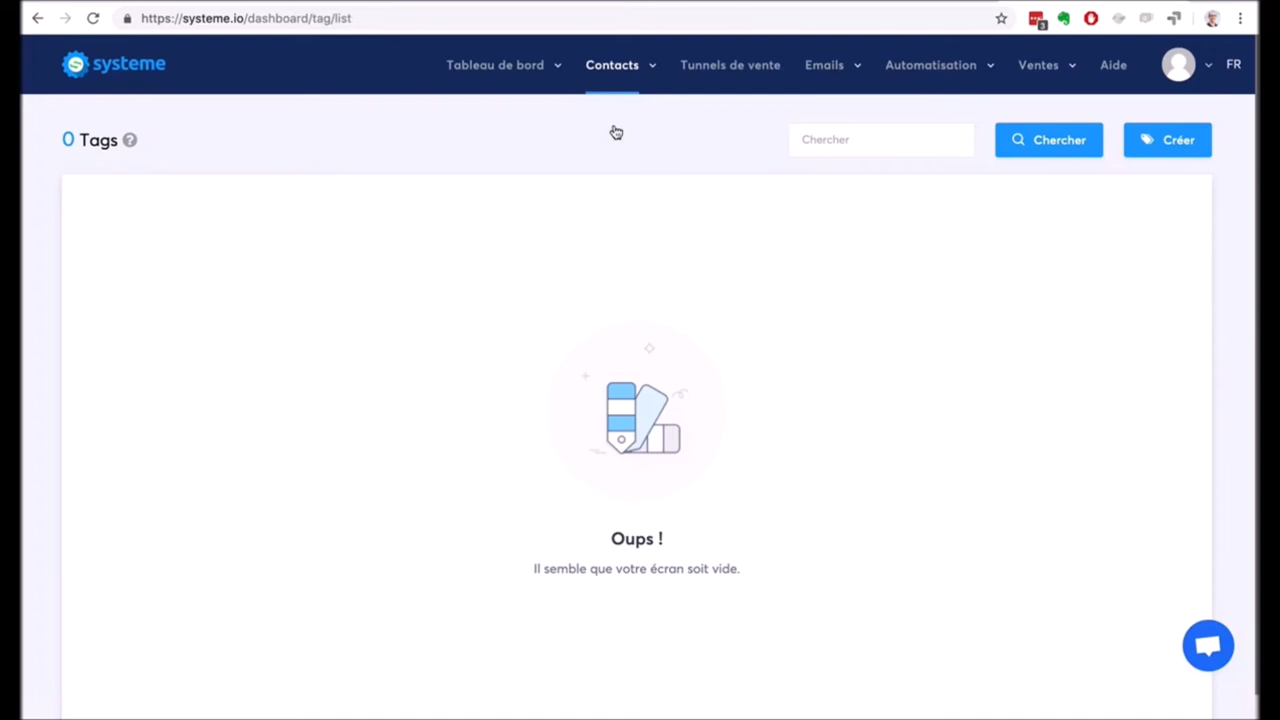 https://systeme.io/dashboard/tag/list
3
systeme
Tableau de bord
Contacts
Tunnels de vente
Emails
Automatisation
Ventes
Aide
FR
0 Tags ?
Chercher
Chercher
Créer
Oups !
Il semble que votre écran soit vide.